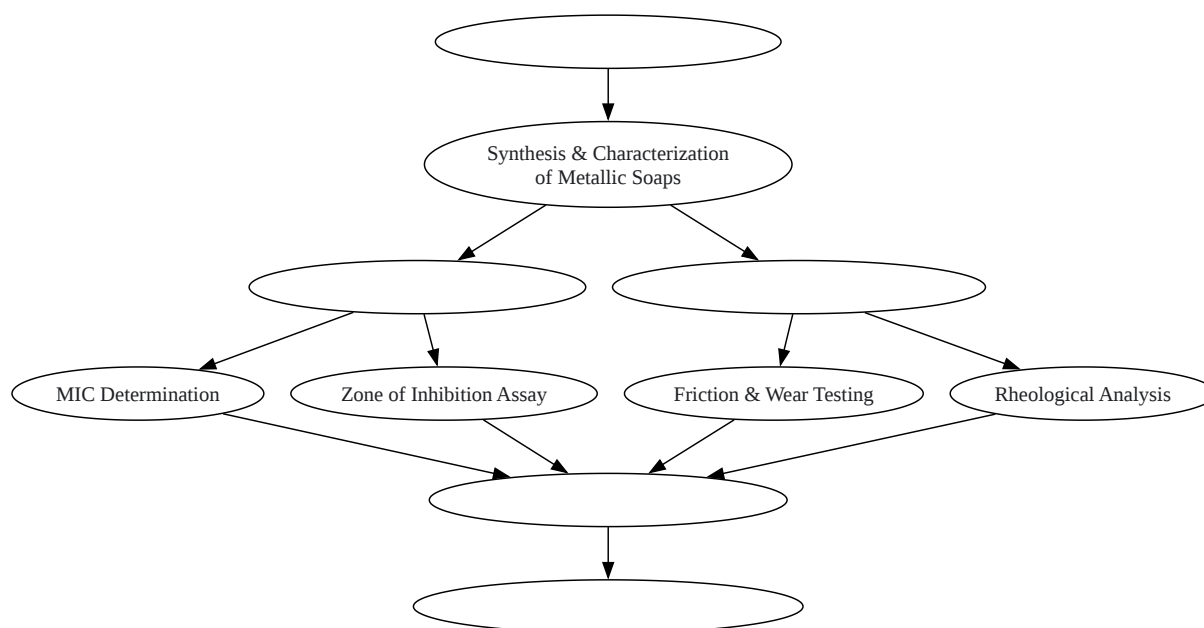 Synthesis & Characterization
of Metallic Soaps
MIC Determination
Zone of Inhibition Assay
Friction & Wear Testing
Rheological Analysis